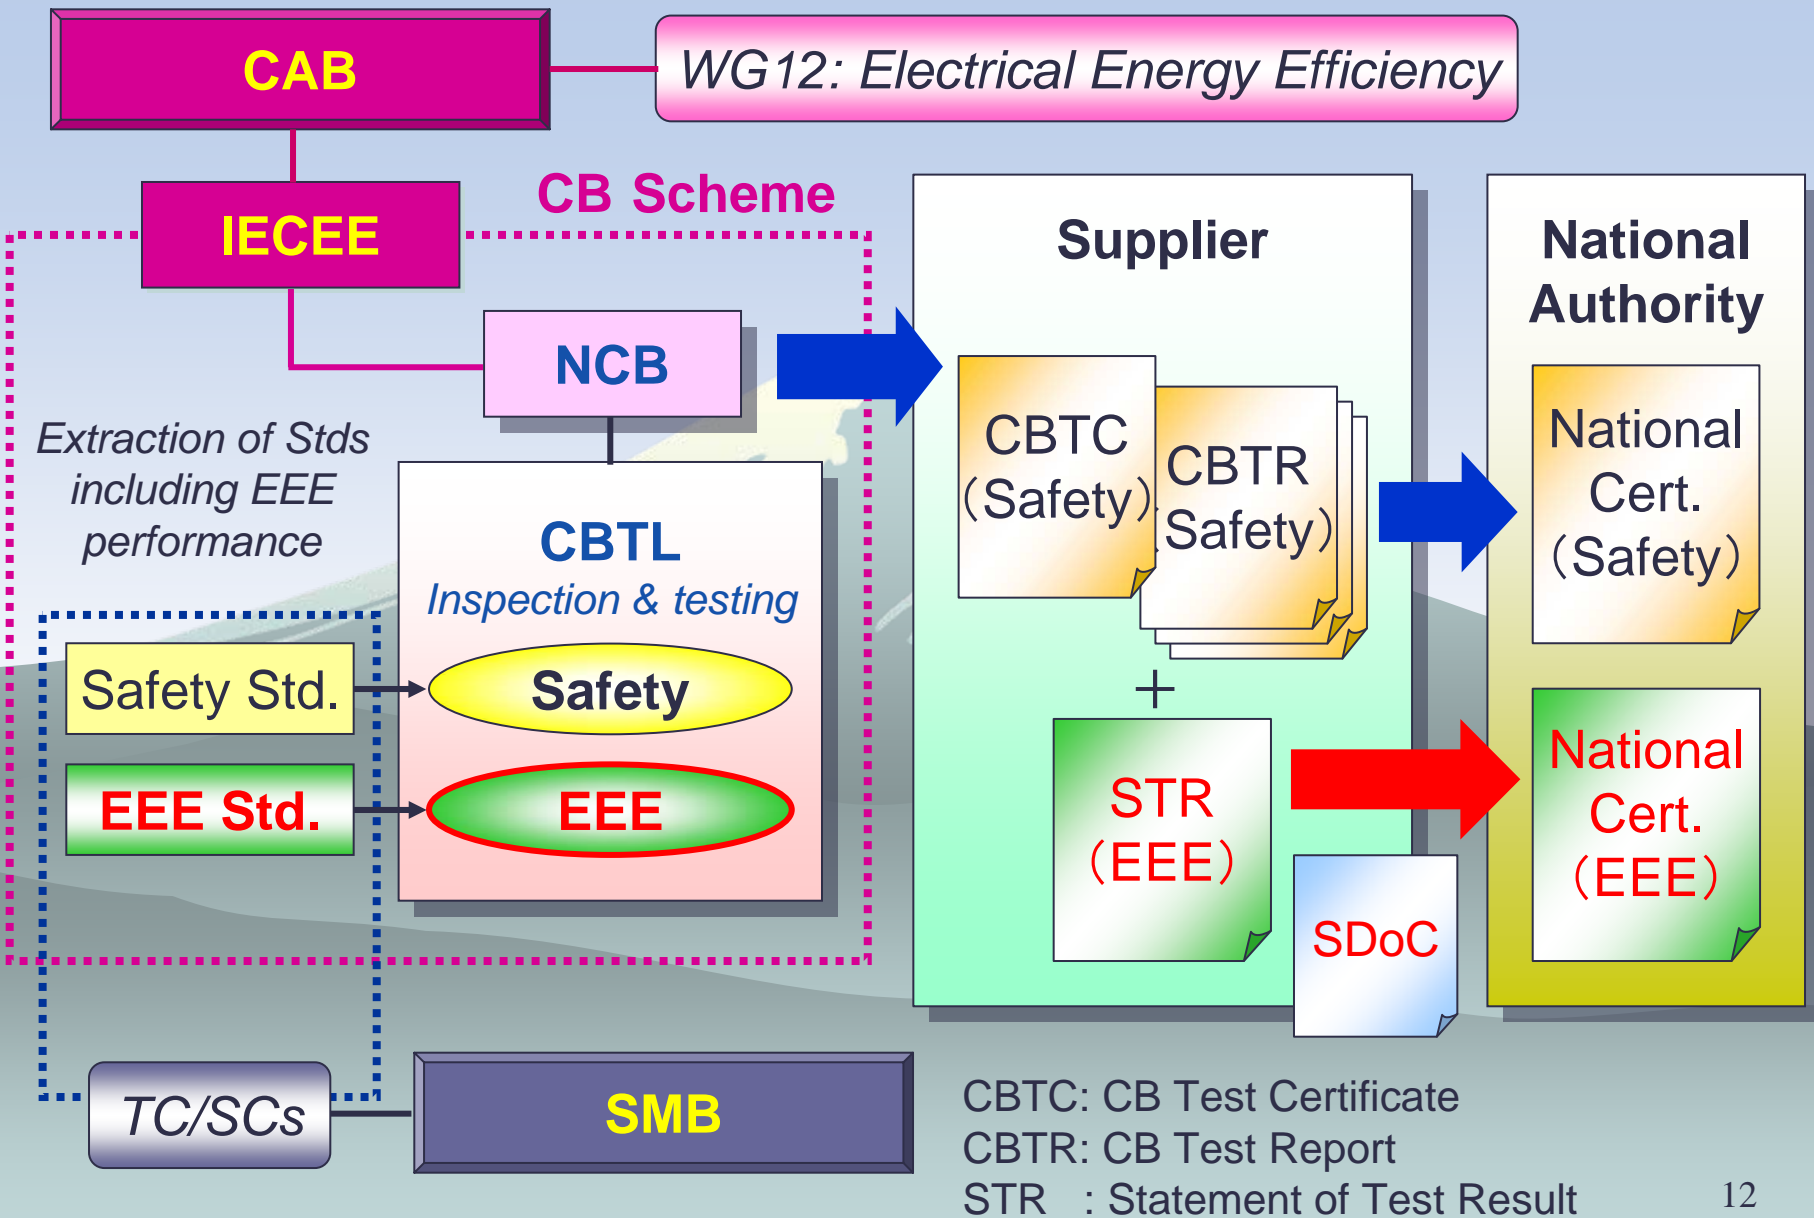 CAB
WG12: Electrical Energy Efficiency
IECEE
CB Scheme
NCB
Extraction of Stds
including EEE
performance
CBTL
Inspection & testing
Safety Std.
Safety
EEE Std.
EEE
TC/SCs
SMB
Supplier
CBTC
（Safety）
CBTR
（Safety）
+
STR
（EEE）
SDoC
National
Authority
National
Cert.
（Safety）
National
Cert.
（EEE）
CBTC: CB Test Certificate
CBTR: CB Test Report
STR : Statement of Test Result
12